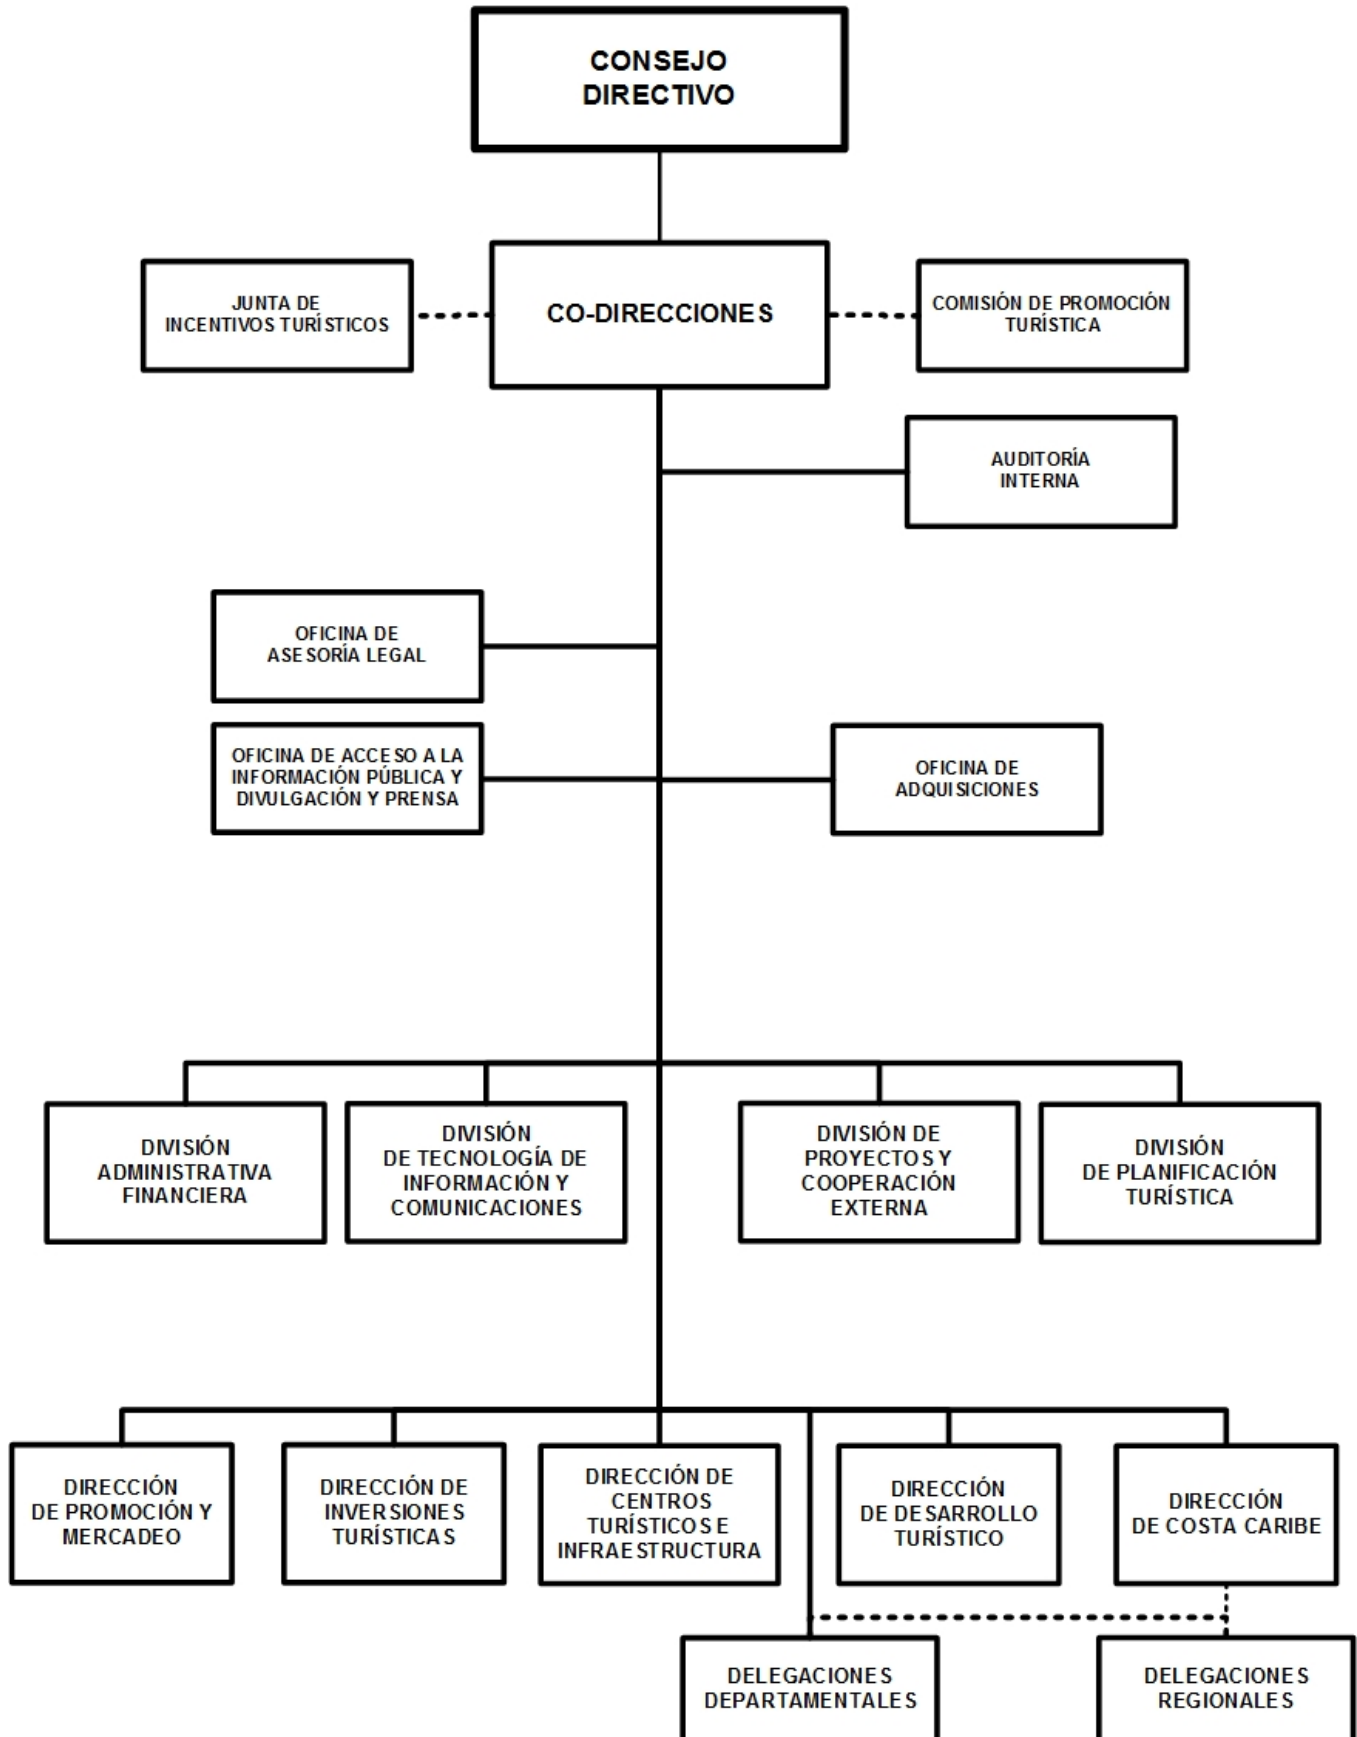 CONSEJO
DIRECTIVO
JUNTA DE
INCENTIVOS TURÍSTICOS
CO-DIRECCIONES
COMISIÓN DE PROMOCIÓN
TURÍSTICA
AUDITORÍA
INTERNA
OFICINA DE
ASESORÍA LEGAL
OFICINA DE ACCESO A LA
INFORMACIÓN PÚBLICA Y
DIVULGACIÓN Y PRENSA
OFICINA DE
ADQUISICIONES
DIVISIÓN
ADMINISTRATIVA
FINANCIERA
DIVISIÓN
DE TECNOLOGÍA DE
INFORMACIÓN Y
COMUNICACIONES
DIVISIÓN DE
PROYECTOS Y
COOPERACIÓN
EXTERNA
DIVISIÓN
DE PLANIFICACIÓN
TURÍSTICA
DIRECCIÓN
DE PROMOCIÓN Y
MERCADEO
DIRECCIÓN DE
INVERSIONES
TURÍSTICAS
DIRECCIÓN DE
CENTROS
TURÍSTICOS E
INFRAESTRUCTURA
DIRECCIÓN
DE DESARROLLO
TURÍSTICO
DIRECCIÓN
DE COSTA CARIBE
DELEGACIONES
DEPARTAMENTALES
DELEGACIONES
REGIONALES